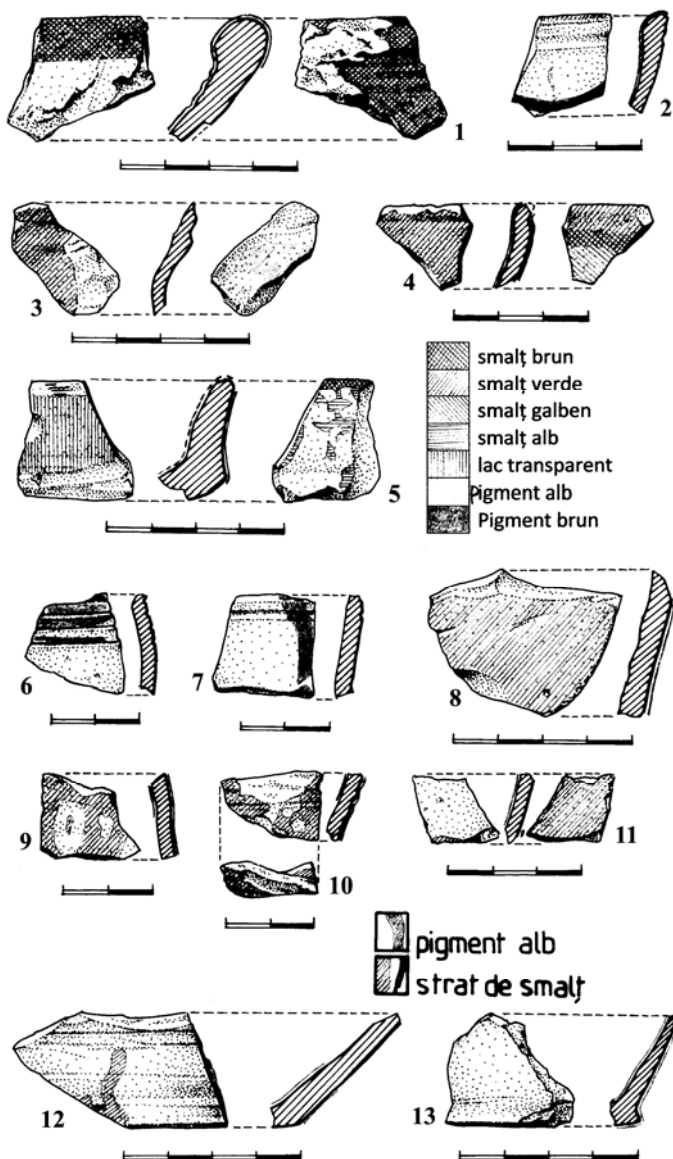 1
2
3
4
smalț brun
smalț verde
smalț galben
smalț alb
lac transparent
Pigment alb
Pigment brun
5
6
7
8
9
10
11
pigment alb
strat de smalț
12
13